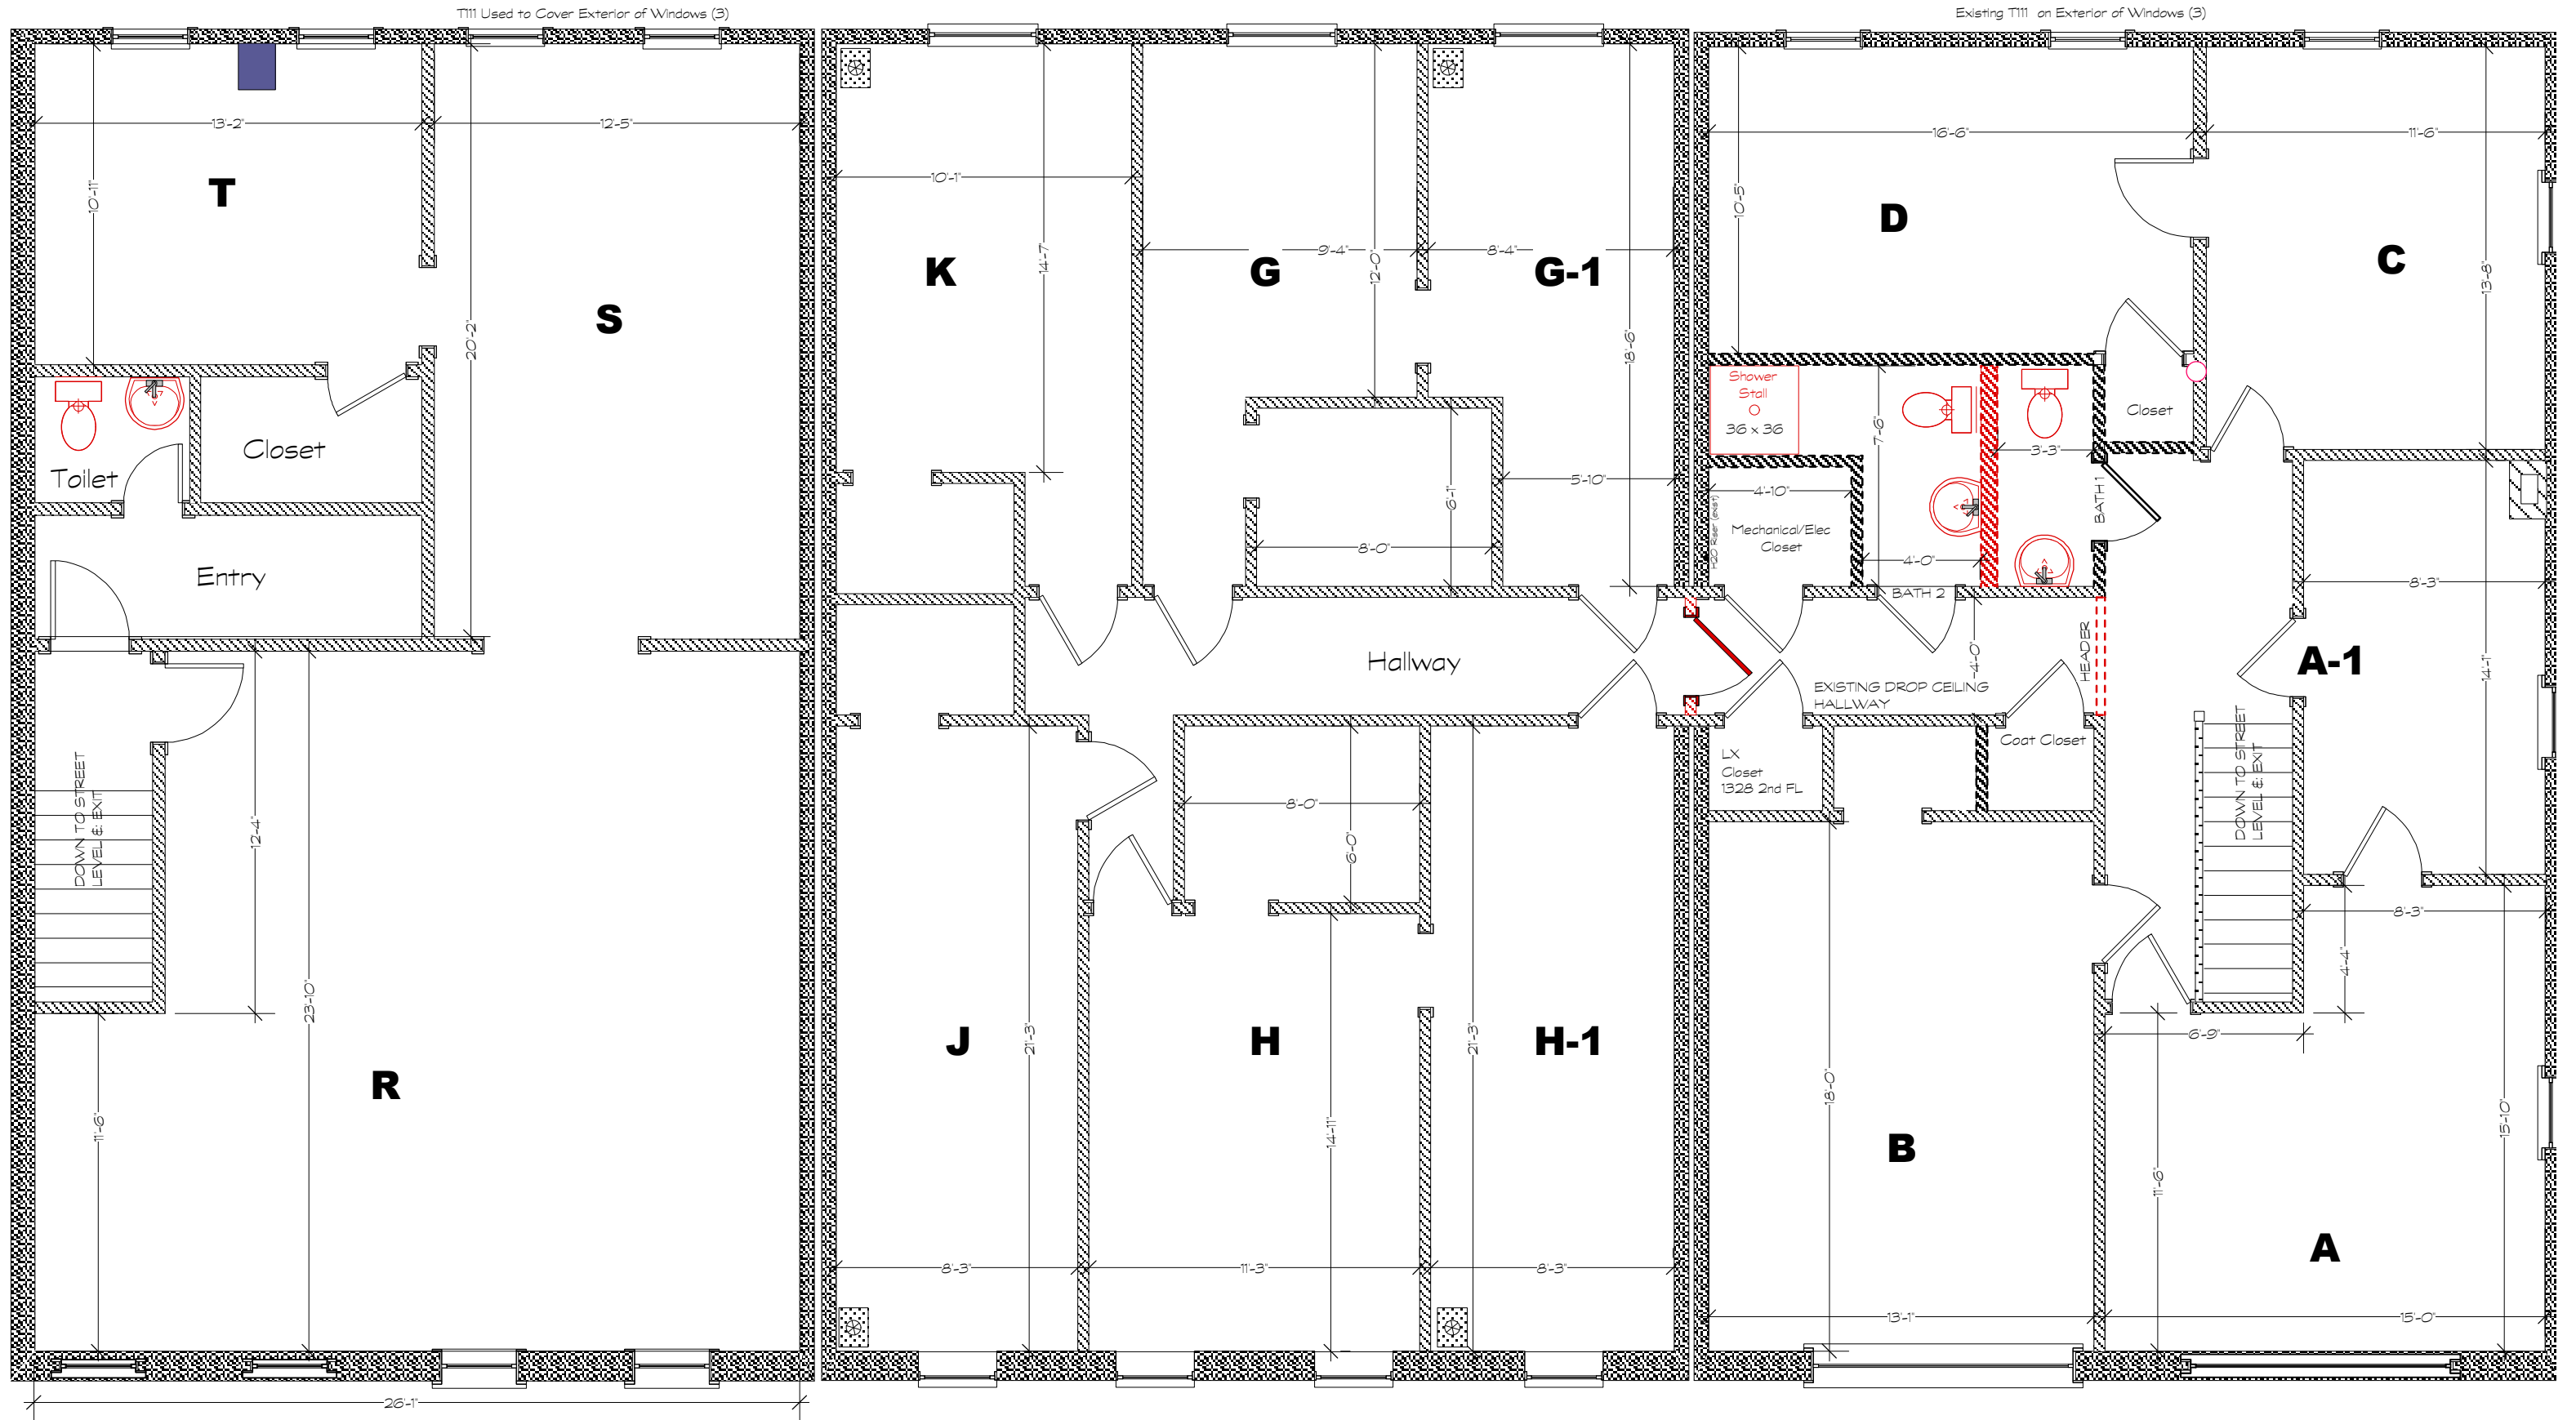 T111 Used to Cover Exterior of Windows (3)
Existing T111 on Exterior of Windows (3)
13'-2"
12'-5"
10'-11"
T
20'-2"
S
Toilet
Closet
Entry
DOWN TO STREET
LEVEL & EXIT
12'-4"
23'-10"
R
11'-6"
26'-1"
10'-1"
14'-7"
K
9'-4"
12'-0"
G
8'-4"
G-1
18'-6"
5'-10"
6'-1"
8'-0"
Hallway
8'-0"
6'-0"
21'-3"
J
H
14'-11"
21'-3"
H-1
8'-3"
11'-3"
8'-3"
16'-6"
11'-6"
10'-5"
D
C
13'-8"
Shower
Stall
36 x 36
7'-6"
3'-3"
Closet
4'-10"
Mechanical/Elec
Closet
4'-0"
BATH 1
BATH 2
8'-3"
4'-0"
HEADER
A-1
14'-1"
EXISTING DROP CEILING
HALLWAY
Coat Closet
LX
Closet
1328 2nd FL
DOWN TO STREET
LEVEL & EXIT
8'-3"
4'-4"
6'-9"
18'-0"
B
11'-6"
15'-10"
A
13'-1"
15'-0"